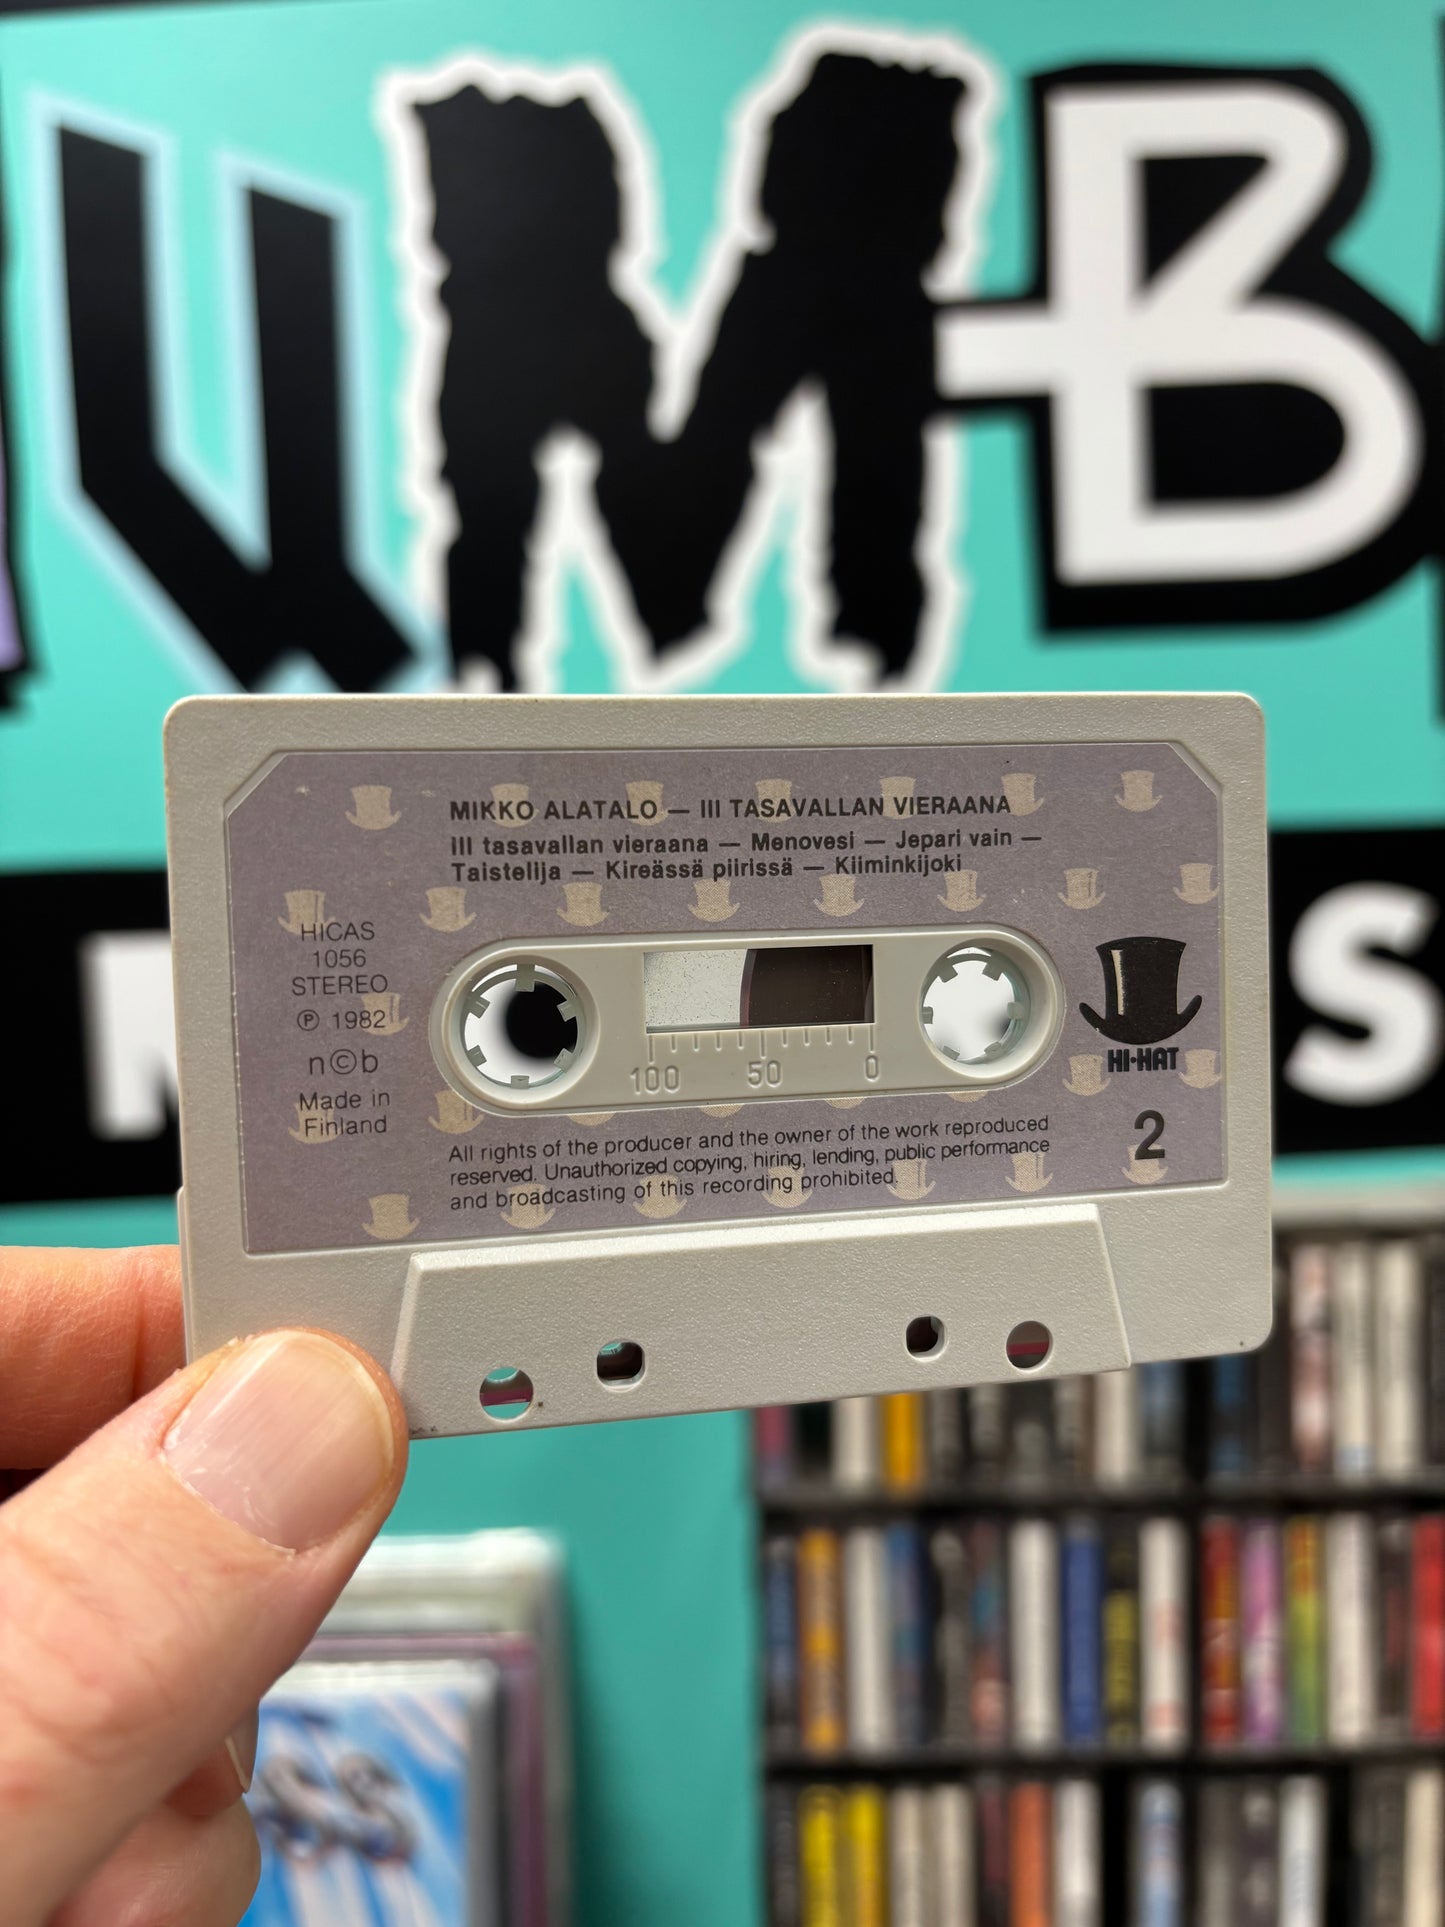 MB
MIKKO ALATALO — III TASAVALLAN VIERAANA
III tasavallan vieraana — Menovesi — Jepari vain —
Taistelija — Kireässä piirissä — Kiiminkijoki
HICAS
1056
STEREO
Ⓟ 1982
n©b
Made in
Finland
100 50 0
HI-HAT
2
All rights of the producer and the owner of the work reproduced
reserved. Unauthorized copying, hiring, lending, public performance
and broadcasting of this recording prohibited.
S